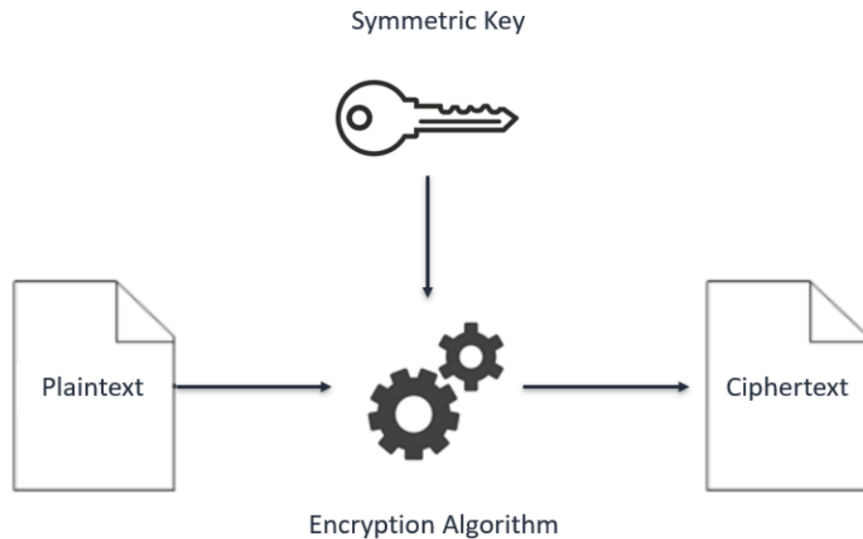 Symmetric Key
Plaintext
Ciphertext
Encryption Algorithm